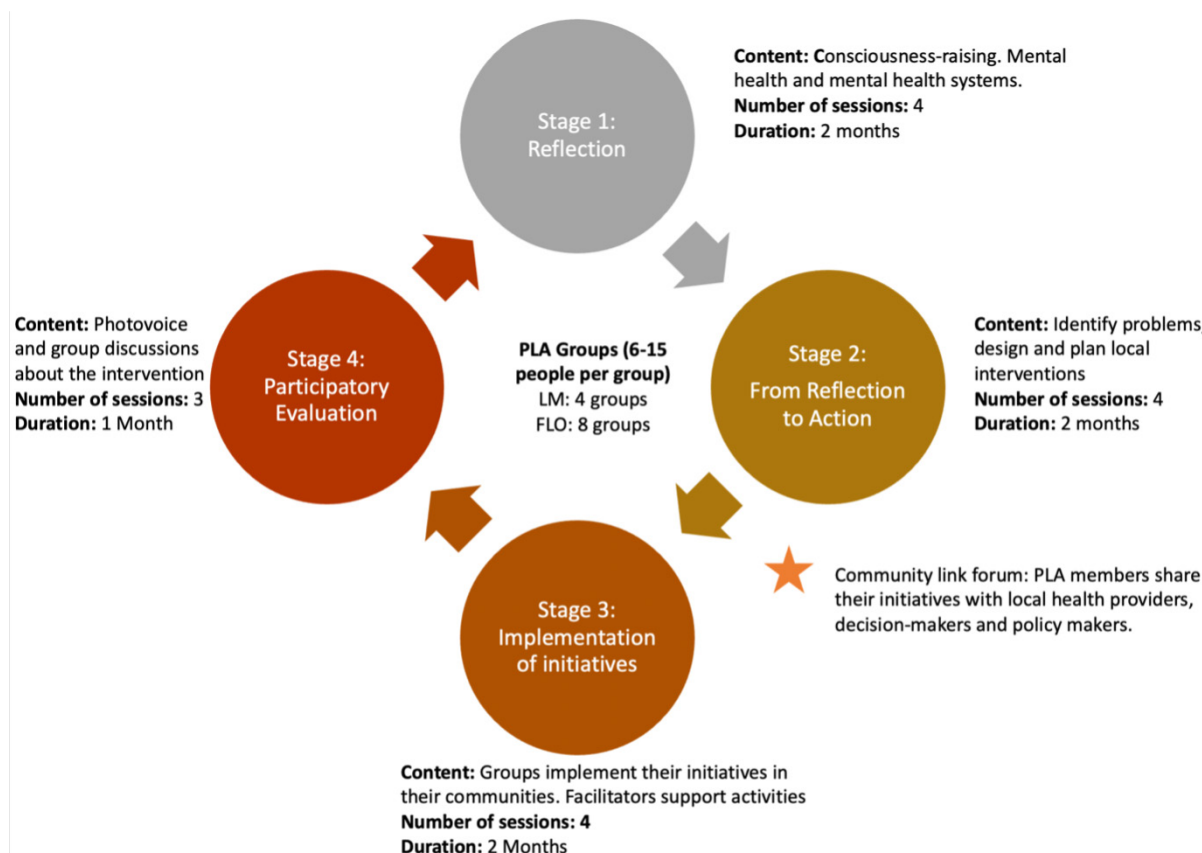 Stage 1:
Reflection
Content: Consciousness-raising. Mental
health and mental health systems.
Number of sessions: 4
Duration: 2 months
Stage 2:
From Reflection
to Action
Content: Identify problems,
design and plan local
interventions
Number of sessions: 4
Duration: 2 months
Community link forum: PLA members share
their initiatives with local health providers,
decision-makers and policy makers.
Stage 3:
Implementation
of initiatives
Content: Groups implement their initiatives in
their communities. Facilitators support activities
Number of sessions: 4
Duration: 2 Months
Stage 4:
Participatory
Evaluation
Content: Photovoice
and group discussions
about the intervention
Number of sessions: 3
Duration: 1 Month
PLA Groups (6-15
people per group)
LM: 4 groups
FLO: 8 groups